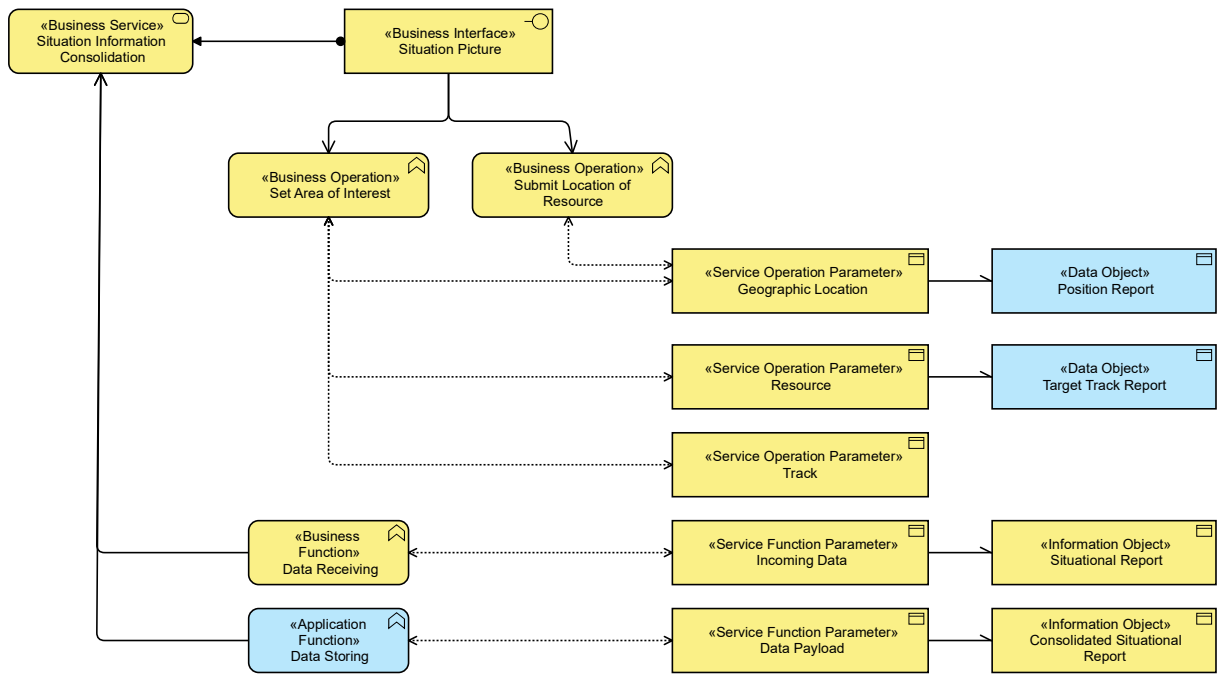 «Business Service»
Situation Information
Consolidation
«Business Interface»
Situation Picture
«Business Operation»
Set Area of Interest
«Business Operation»
Submit Location of
Resource
«Service Operation Parameter»
Geographic Location
«Data Object»
Position Report
«Service Operation Parameter»
Resource
«Data Object»
Target Track Report
«Service Operation Parameter»
Track
«Business
Function»
Data Receiving
«Service Function Parameter»
Incoming Data
«Information Object»
Situational Report
«Application
Function»
Data Storing
«Service Function Parameter»
Data Payload
«Information Object»
Consolidated Situational
Report